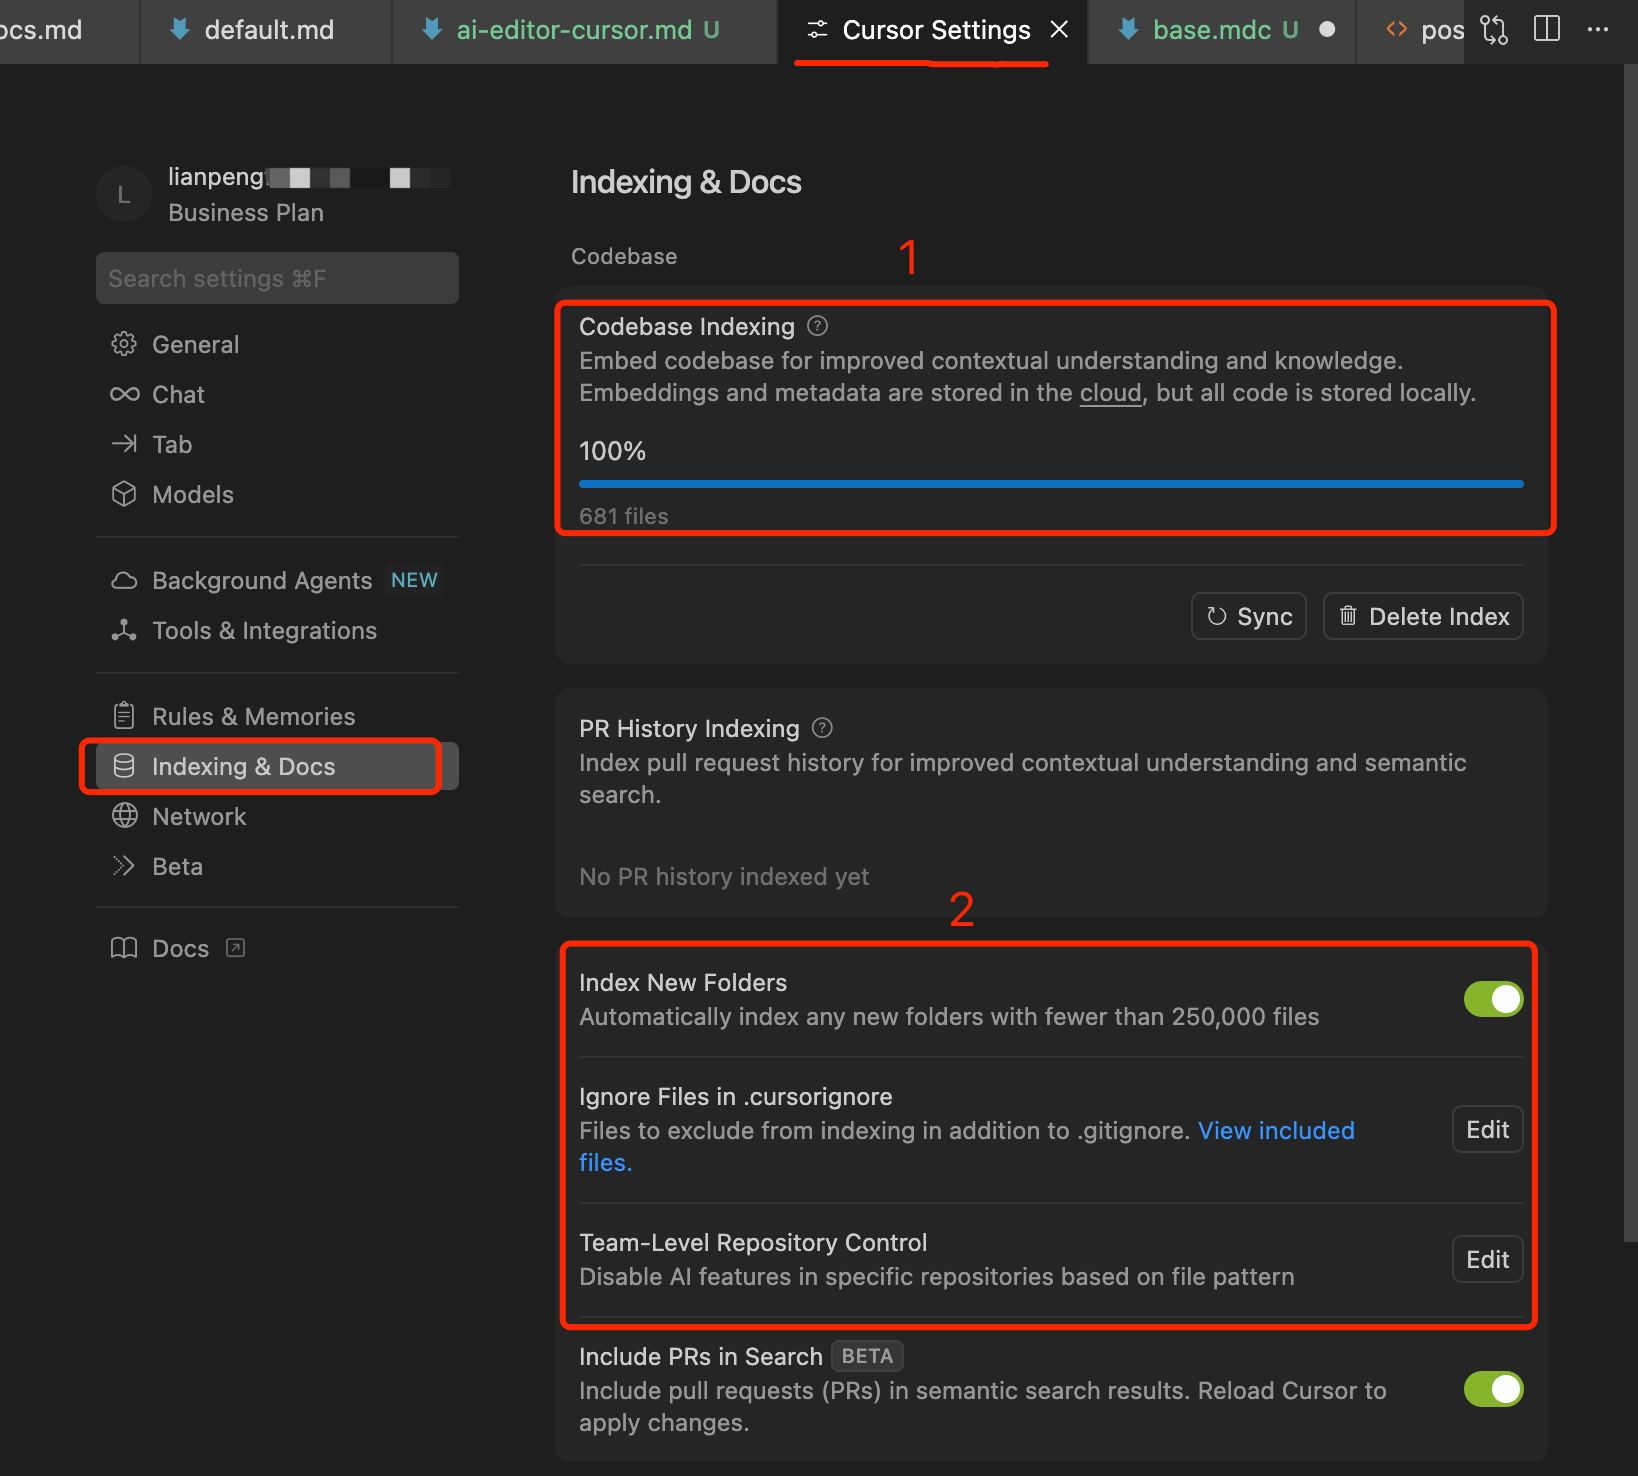 ocs.md
default.md
ai-editor-cursor.md U
Cursor Settings
base.mdc U
pos
L
lianpeng
Business Plan
Search settings ⌘F
General
Chat
Tab
Models
Background Agents NEW
Tools & Integrations
Rules & Memories
Indexing & Docs
Network
Beta
Docs
Indexing & Docs
Codebase
1
Codebase Indexing
Embed codebase for improved contextual understanding and knowledge.
Embeddings and metadata are stored in the cloud, but all code is stored locally.
100%
681 files
Sync
Delete Index
PR History Indexing
Index pull request history for improved contextual understanding and semantic
search.
No PR history indexed yet
2
Index New Folders
Automatically index any new folders with fewer than 250,000 files
Ignore Files in .cursorignore
Files to exclude from indexing in addition to .gitignore. View included
files.
Edit
Team-Level Repository Control
Disable AI features in specific repositories based on file pattern
Edit
Include PRs in Search BETA
Include pull requests (PRs) in semantic search results. Reload Cursor to
apply changes.